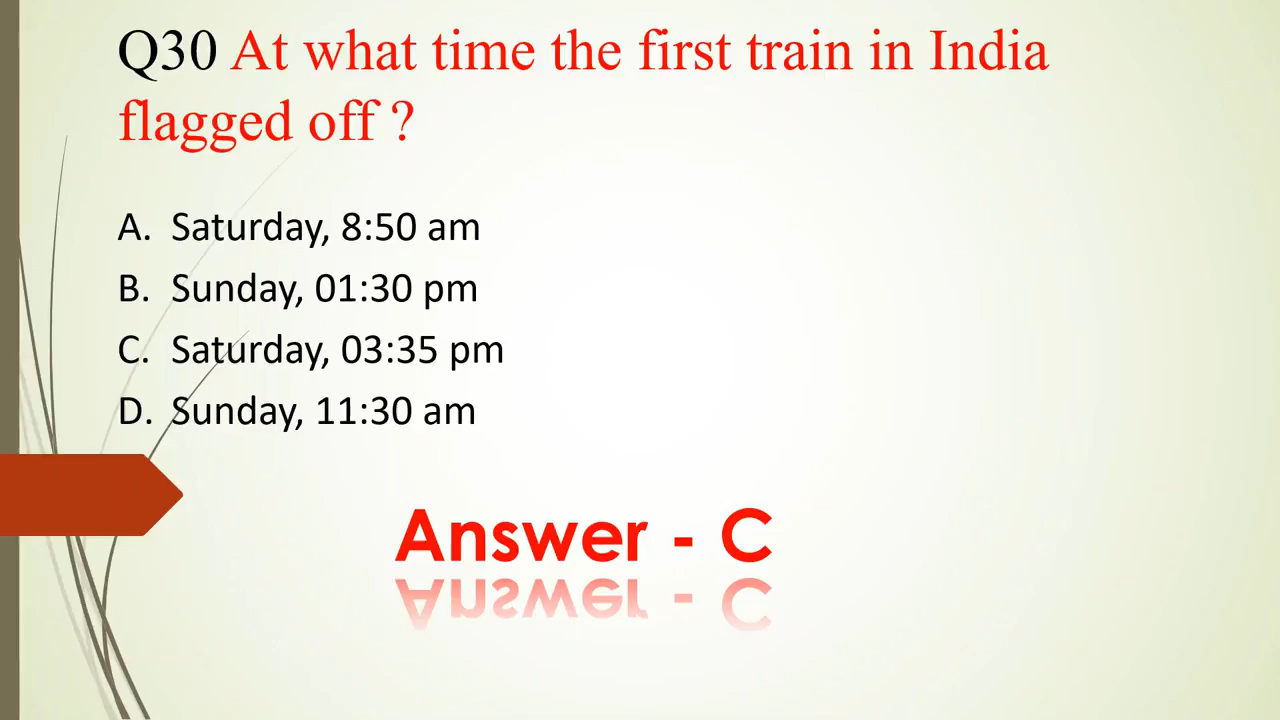 Q30 At what time the first train in India
flagged off ?
A. Saturday, 8:50 am
B. Sunday, 01:30 pm
C. Saturday, 03:35 pm
D. Sunday, 11:30 am
Answer - C